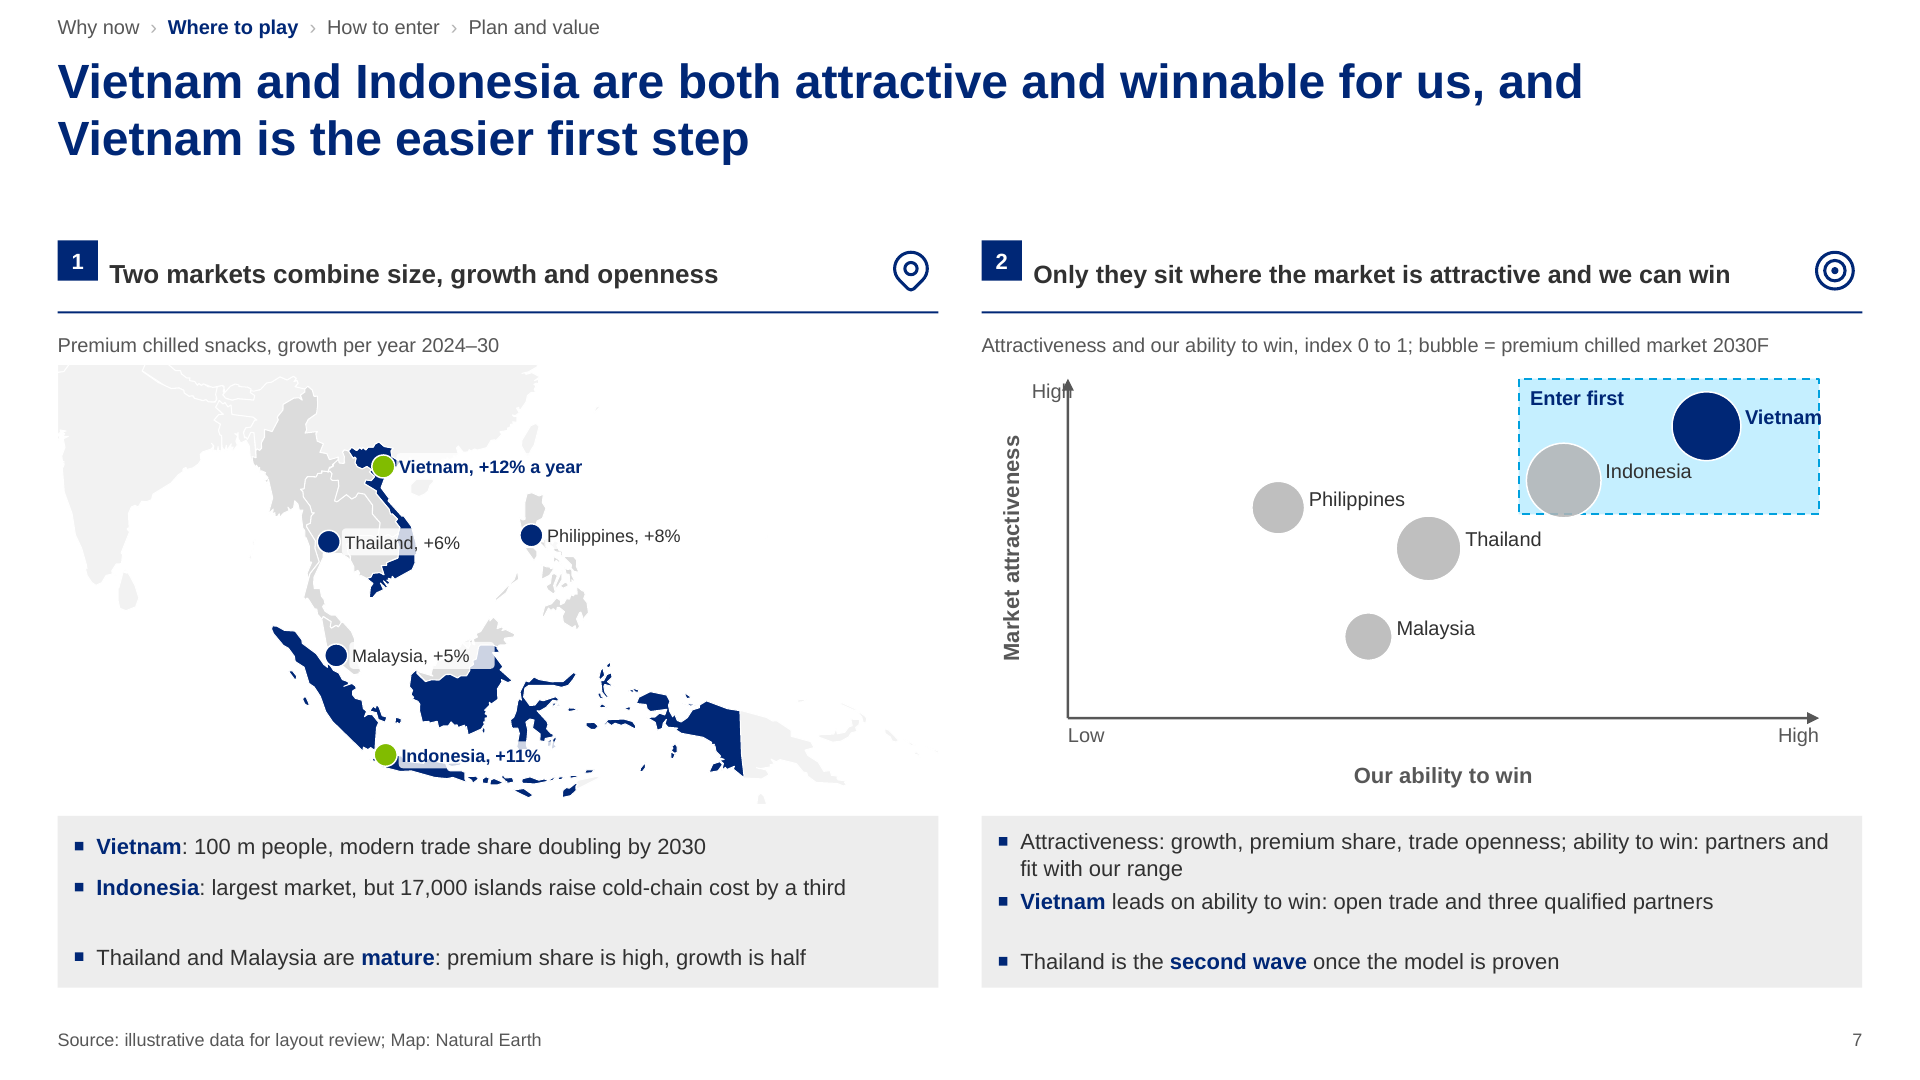 Why now › Where to play › How to enter › Plan and value
Vietnam and Indonesia are both attractive and winnable for us, and
Vietnam is the easier first step
1
Two markets combine size, growth and openness
Premium chilled snacks, growth per year 2024–30
Vietnam, +12% a year
Thailand, +6%
Philippines, +8%
Malaysia, +5%
Indonesia, +11%
▪ Vietnam: 100 m people, modern trade share doubling by 2030
▪ Indonesia: largest market, but 17,000 islands raise cold-chain cost by a third
▪ Thailand and Malaysia are mature: premium share is high, growth is half
2
Only they sit where the market is attractive and we can win
Attractiveness and our ability to win, index 0 to 1; bubble = premium chilled market 2030F
High
Market attractiveness
Enter first
Vietnam
Indonesia
Philippines
Thailand
Malaysia
Low
High
Our ability to win
▪ Attractiveness: growth, premium share, trade openness; ability to win: partners and
fit with our range
▪ Vietnam leads on ability to win: open trade and three qualified partners
▪ Thailand is the second wave once the model is proven
Source: illustrative data for layout review; Map: Natural Earth
7